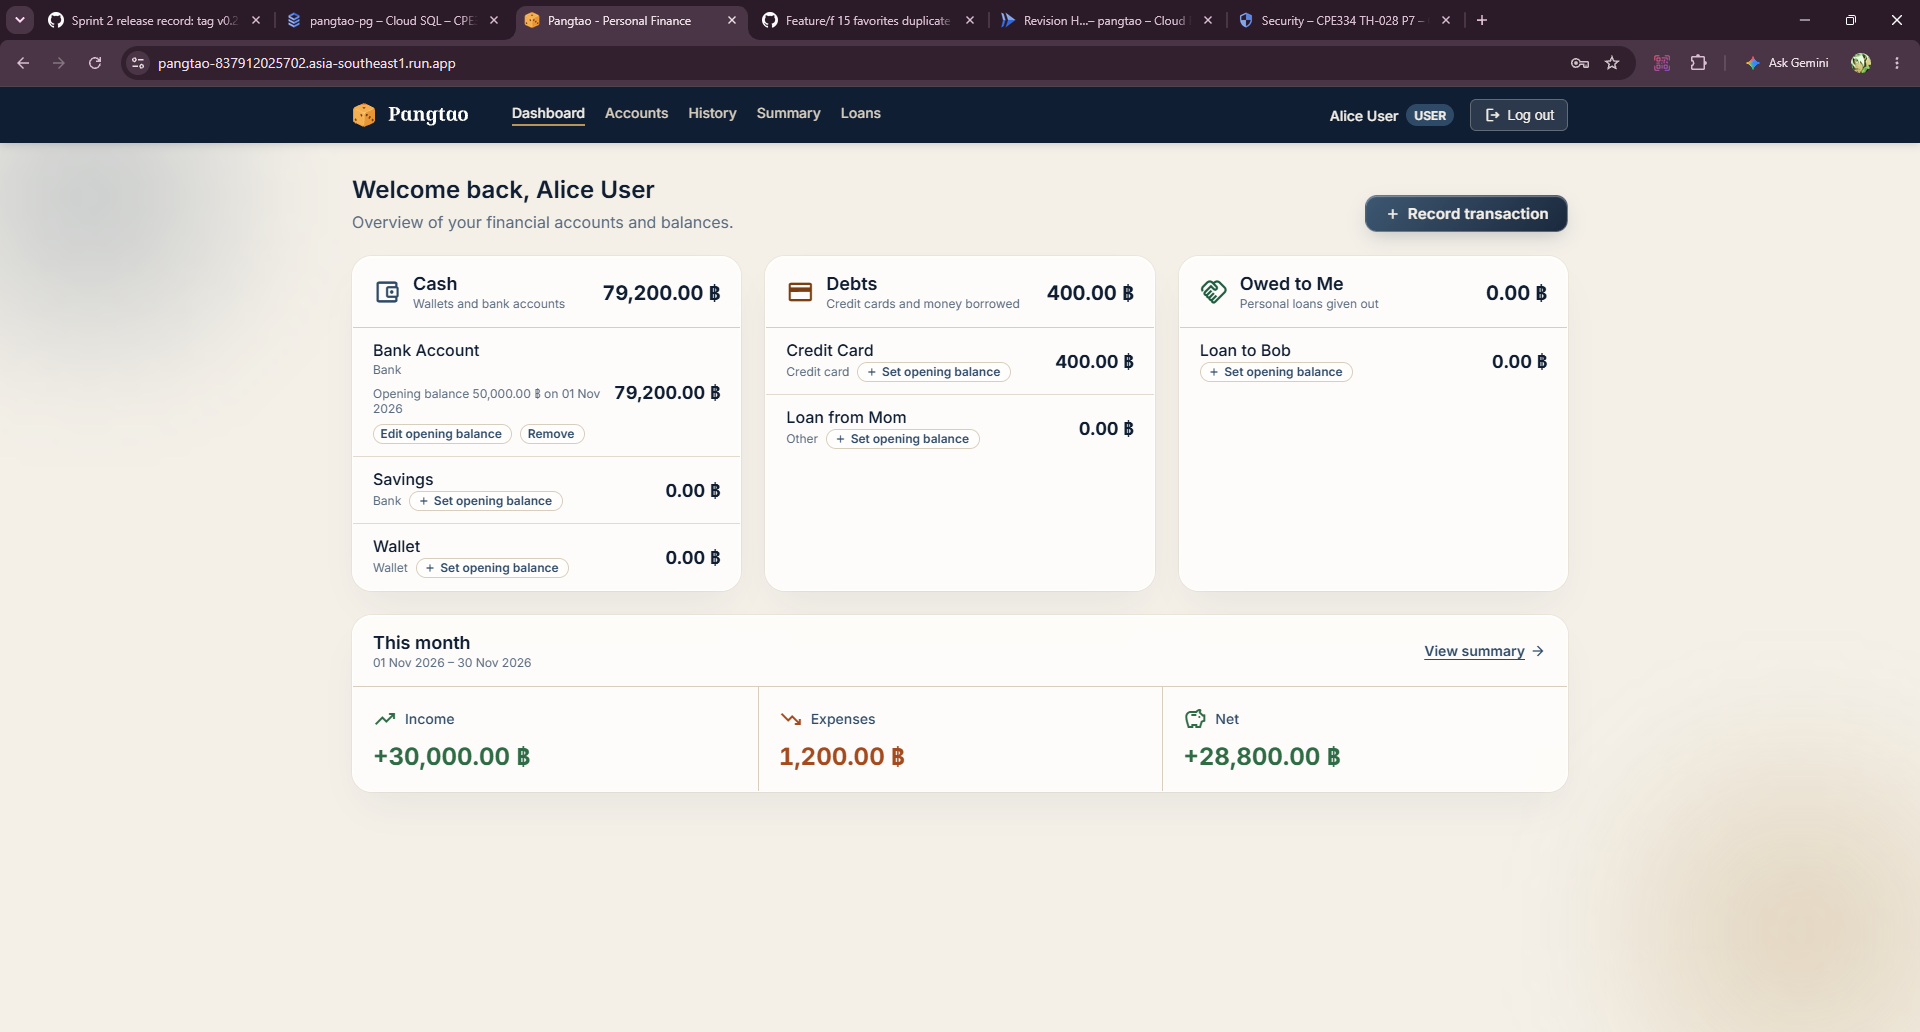 Sprint 2 release record: tag v0.2
pangtao-pg – Cloud SQL – CPE3
Pangtao - Personal Finance
Feature/f 15 favorites duplicate
Revision H...– pangtao – Cloud
Security – CPE334 TH-028 P7 –
pangtao-837912025702.asia-southeast1.run.app
Ask Gemini
Pangtao
Dashboard
Accounts
History
Summary
Loans
Alice User
USER
Log out
Welcome back, Alice User
Overview of your financial accounts and balances.
+ Record transaction
Cash
Wallets and bank accounts
79,200.00 ฿
Bank Account
Bank
Opening balance 50,000.00 ฿ on 01 Nov
2026
79,200.00 ฿
Edit opening balance
Remove
Savings
Bank
+ Set opening balance
0.00 ฿
Wallet
Wallet
+ Set opening balance
0.00 ฿
Debts
Credit cards and money borrowed
400.00 ฿
Credit Card
Credit card
+ Set opening balance
400.00 ฿
Loan from Mom
Other
+ Set opening balance
0.00 ฿
Owed to Me
Personal loans given out
0.00 ฿
Loan to Bob
+ Set opening balance
0.00 ฿
This month
01 Nov 2026 – 30 Nov 2026
View summary →
Income
+30,000.00 ฿
Expenses
1,200.00 ฿
Net
+28,800.00 ฿